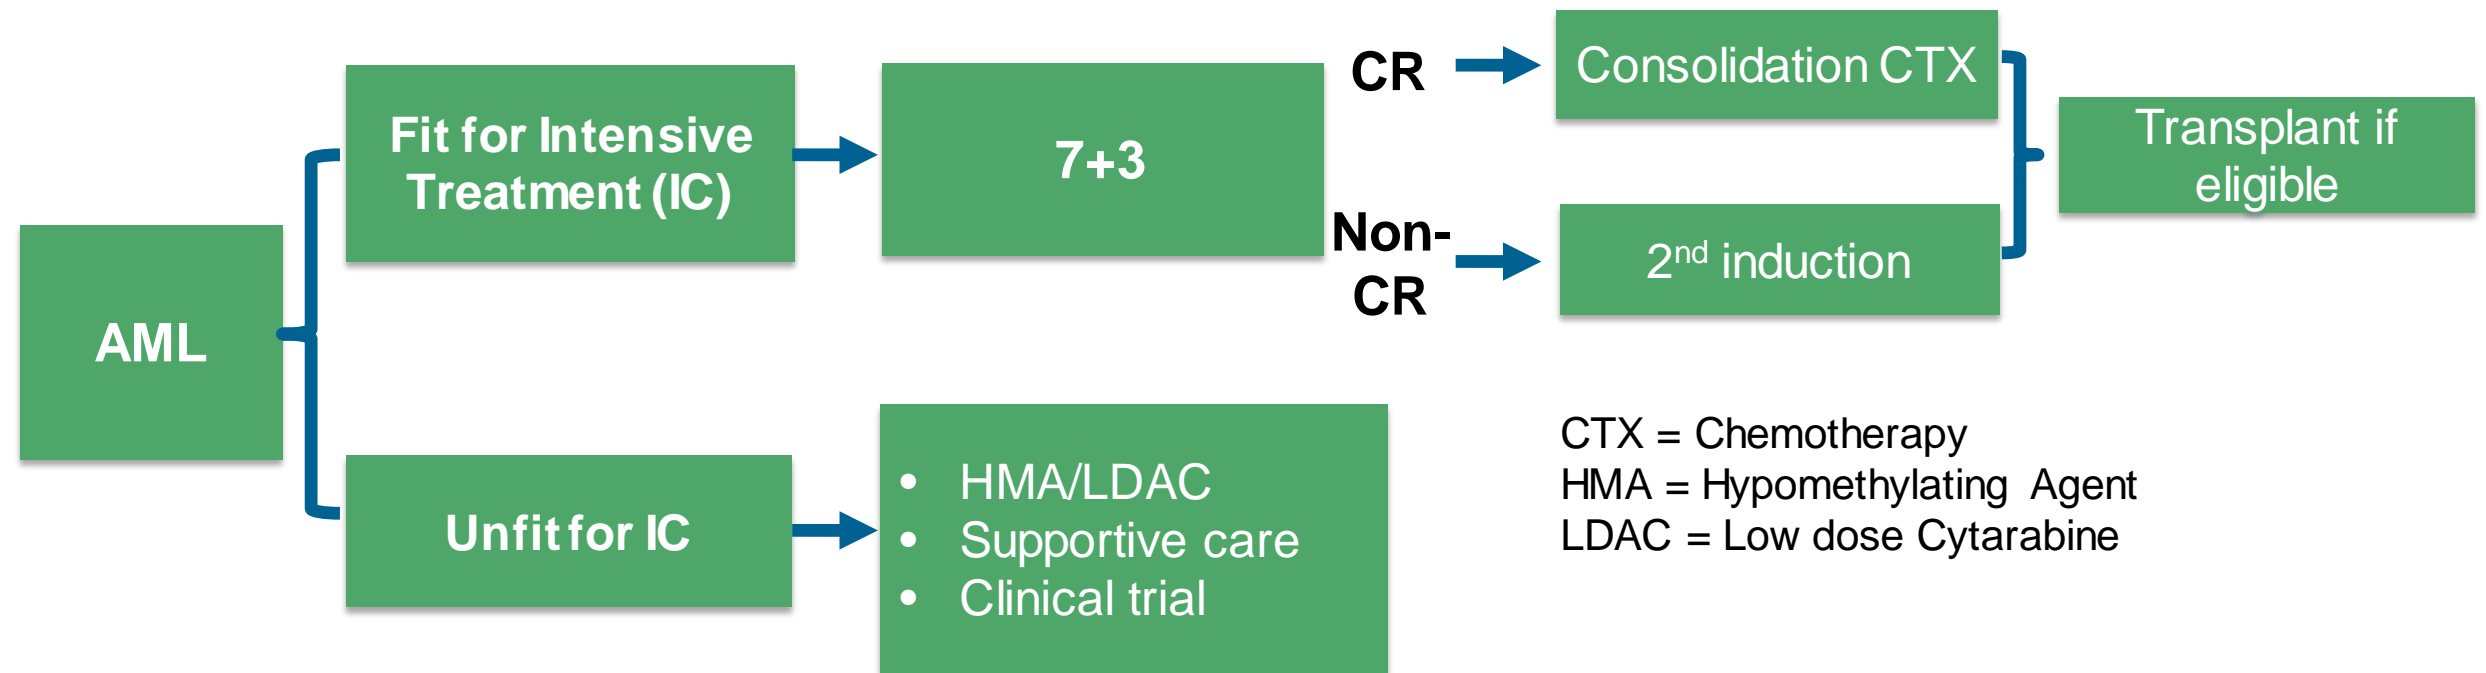 AML
Fit for Intensive
Treatment (IC)
7+3
CR
Consolidation CTX
Non-
CR
2nd induction
Transplant if
eligible
Unfit for IC
• HMA/LDAC
• Supportive care
• Clinical trial
CTX = Chemotherapy
HMA = Hypomethylating Agent
LDAC = Low dose Cytarabine